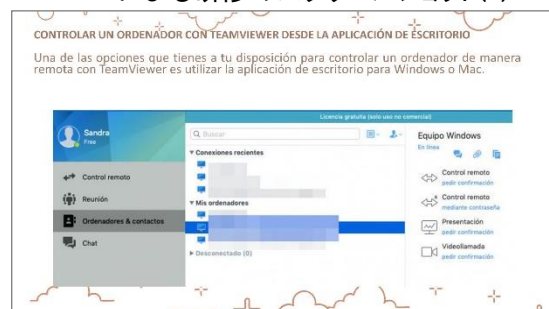 CONTROLAR UN ORDENADOR CON TEAMVIEWER DESDE LA APLICACIÓN DE ESCRITORIO
Una de las opciones que tienes a tu disposición para controlar un ordenador de manera
remota con TeamViewer es utilizar la aplicación de escritorio para Windows o Mac.
Licencia gratuita (solo uso no comercial)
Sandra
Free
Control remoto
Reunión
Ordenadores & contactos
Chat
Buscar
Conexiones recientes
Mis ordenadores
Desconectado (0)
Equipo Windows
En línea
Control remoto
pedir confirmación
Control remoto
mediante contraseña
Presentación
pedir confirmación
Videollamada
pedir confirmación